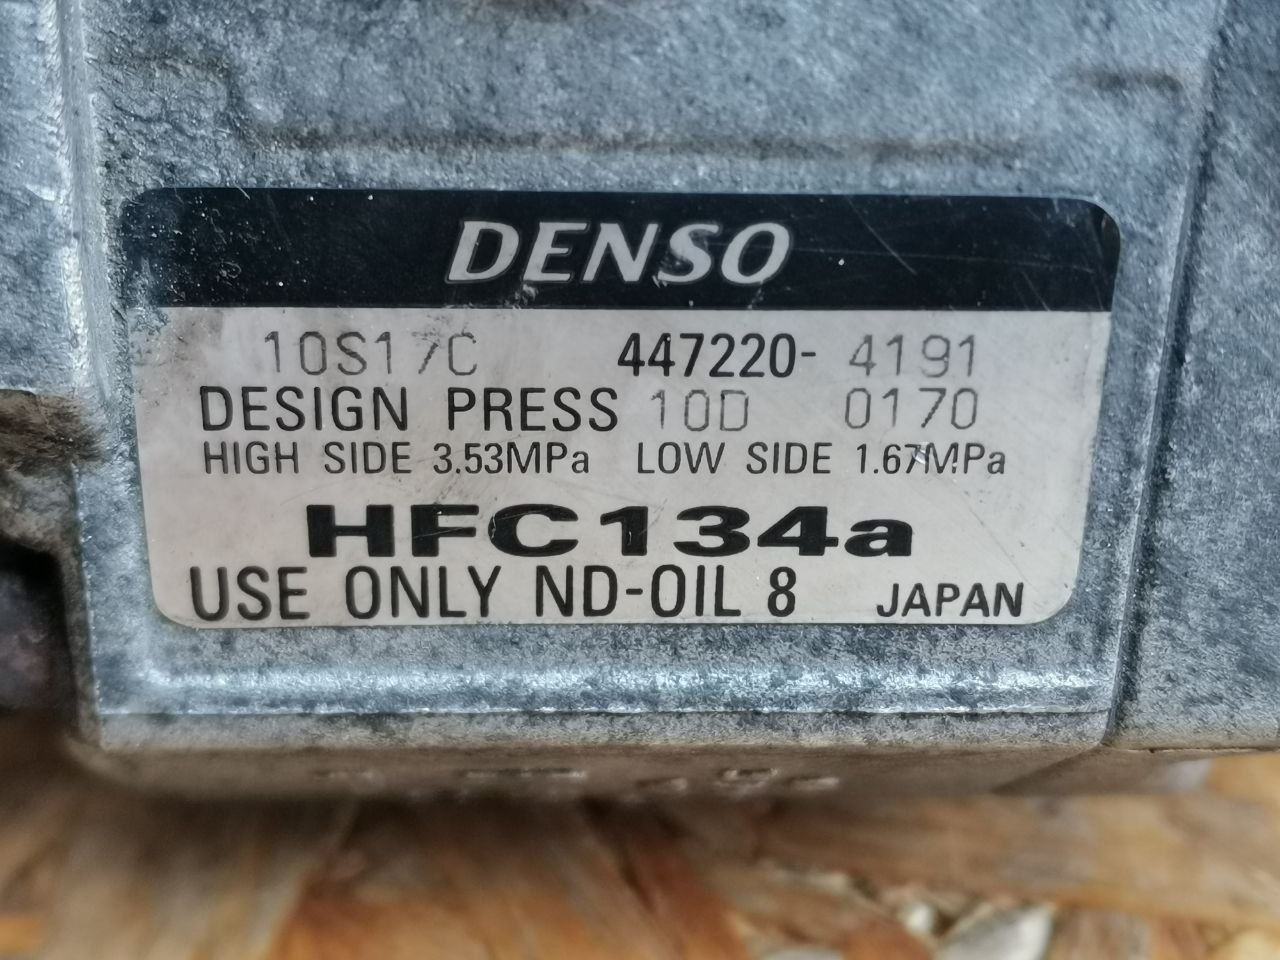 DENSO
10S17C 447220- 4191
DESIGN PRESS 10D 0170
HIGH SIDE 3.53MPa LOW SIDE 1.67MPa
HFC134a
USE ONLY ND-OIL 8 JAPAN